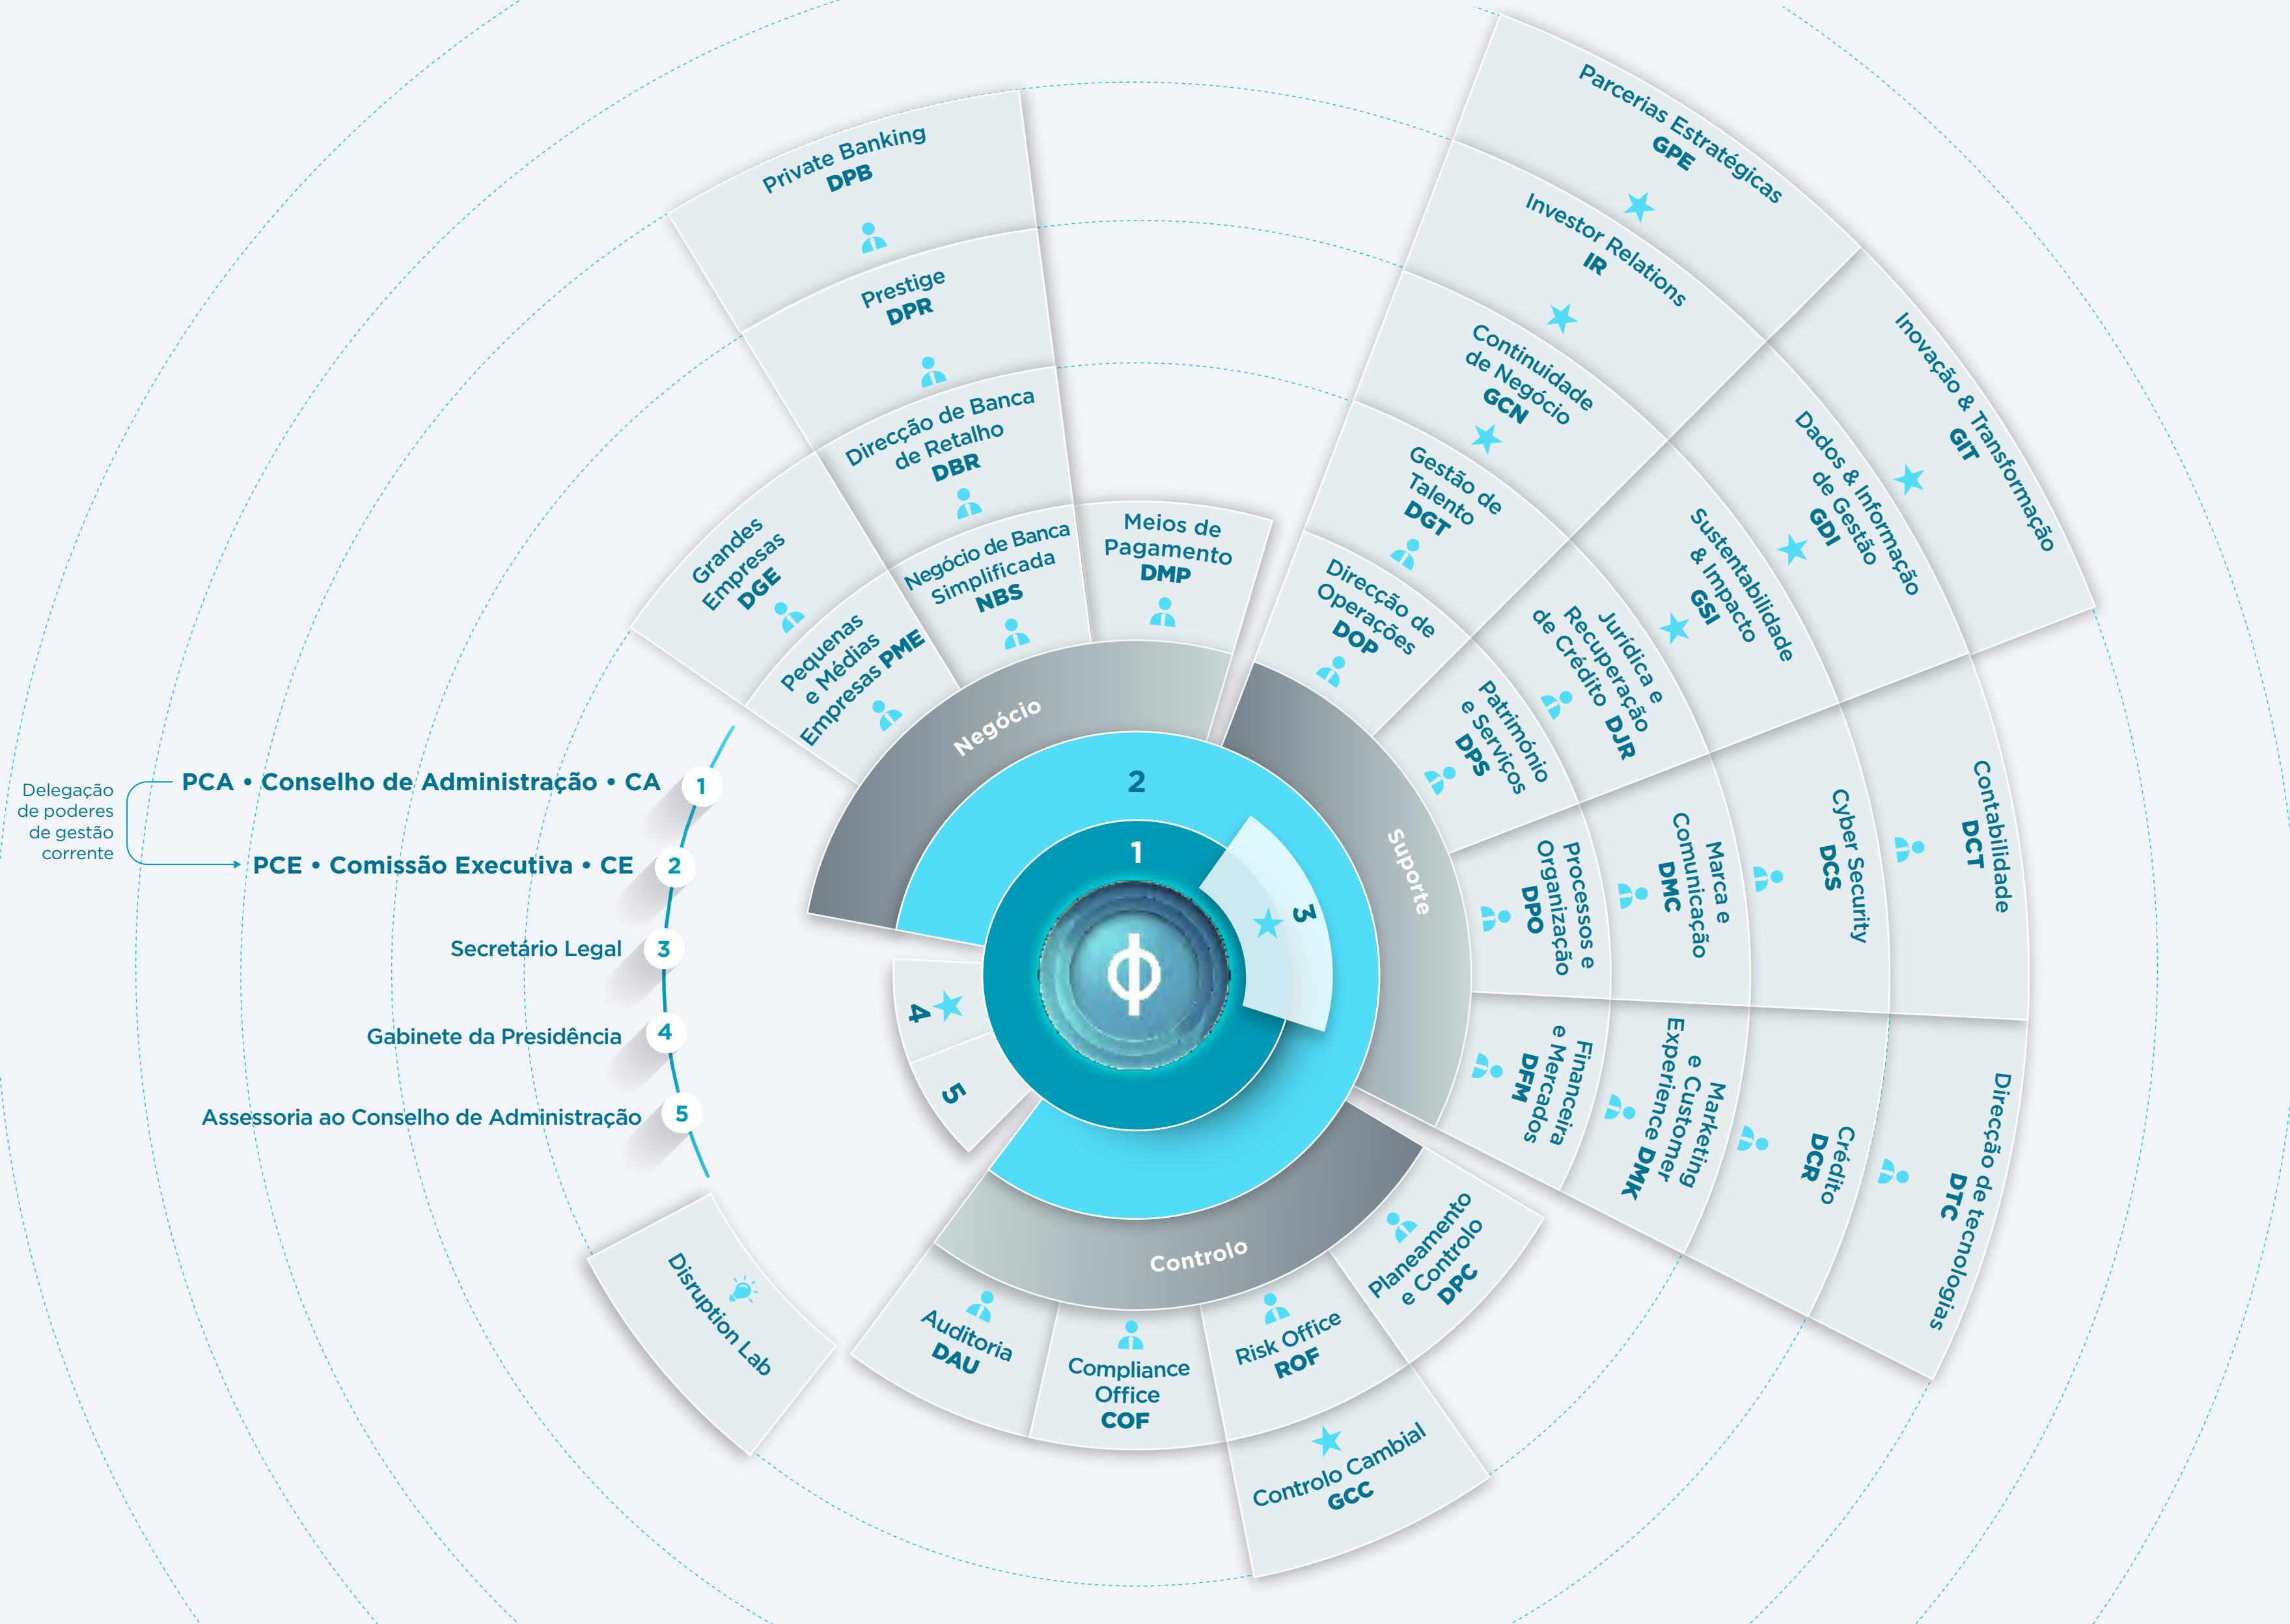 Private Banking
DPB
Prestige
DPR
Direcção de Banca
de Retalho
DBR
Negócio de Banca
Simplificada
NBS
Grandes
Empresas
DGE
Pequenas
e Médias
Empresas PME
Meios de
Pagamento
DMP
Negócio
Parcerias Estratégicas
GPE
Investor Relations
IR
Continuidade
de Negócio
GCN
Gestão de
Talento
DGT
Direcção de
Operações
DOP
Inovação & Transformação
GIT
Dados & Informação
de Gestão
GDI
Sustentabilidade
& Impacto
GSI
Jurídica e
Recuperação
de Crédito DJR
Património
e Serviços
DPS
Contabilidade
DCT
Cyber Security
DCS
Marca e
Comunicação
DMC
Processos e
Organização
DPO
Suporte
Direcção de tecnologias
DTC
Crédito
DCR
Marketing
e Customer
Experience DMK
Financeira
e Mercados
DFM
2
1
3
4
5
PCA • Conselho de Administração • CA
1
Delegação
de poderes
de gestão
corrente
PCE • Comissão Executiva • CE
2
Secretário Legal
3
Gabinete da Presidência
4
Assessoria ao Conselho de Administração
5
Disruption Lab
Controlo
Auditoria
DAU
Compliance
Office
COF
Risk Office
ROF
Planeamento
e Controlo
DPC
Controlo Cambial
GCC